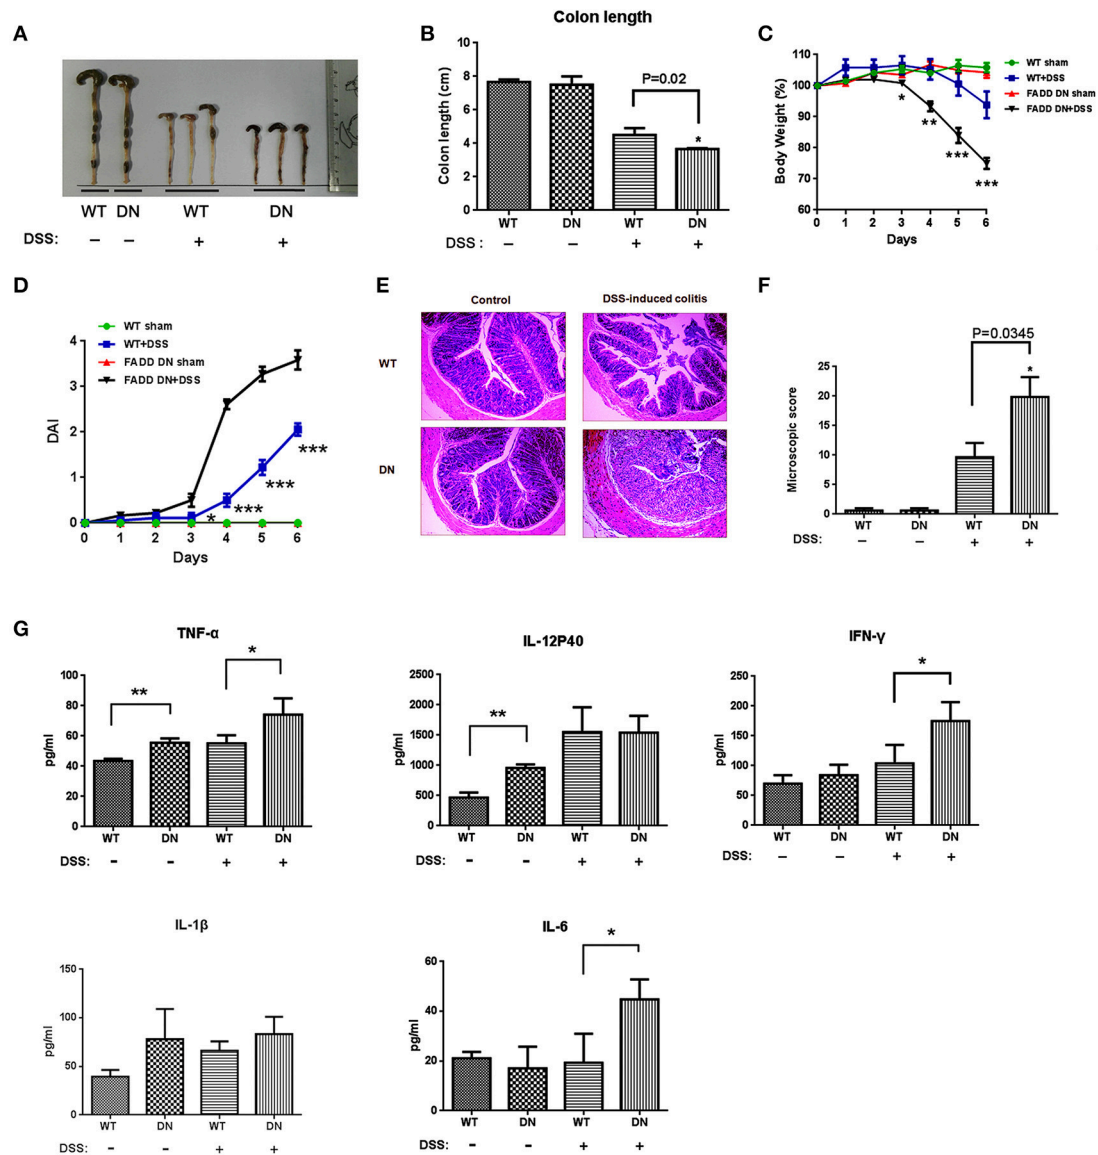 A
WT DN WT DN
DSS: – – + +
B
Colon length
Colon length (cm)
8
6
4
2
0
P=0.02
*
WT DN WT DN
DSS : – – + +
C
Body Weight (%)
110
100
90
80
70
60
WT sham
WT+DSS
FADD DN sham
FADD DN+DSS
*
**
***
***
0 1 2 3 4 5 6
Days
D
WT sham
WT+DSS
FADD DN sham
FADD DN+DSS
DAI
4
3
2
1
0
*
***
***
***
0 1 2 3 4 5 6
Days
E
Control DSS-induced colitis
WT
DN
F
P=0.0345
*
Microscopic score
25
20
15
10
5
0
WT DN WT DN
DSS: – – + +
G
TNF-α
pg/ml
100
80
60
40
20
0
**
*
WT DN WT DN
DSS: - - + +
IL-12P40
pg/ml
2500
2000
1500
1000
500
0
**
WT DN WT DN
DSS: - - + +
IFN-γ
pg/ml
250
200
150
100
50
0
*
WT DN WT DN
DSS: – – + +
IL-1β
pg/ml
150
100
50
0
WT DN WT DN
DSS: - - + +
IL-6
pg/ml
60
40
20
0
*
WT DN WT DN
DSS: - - + +